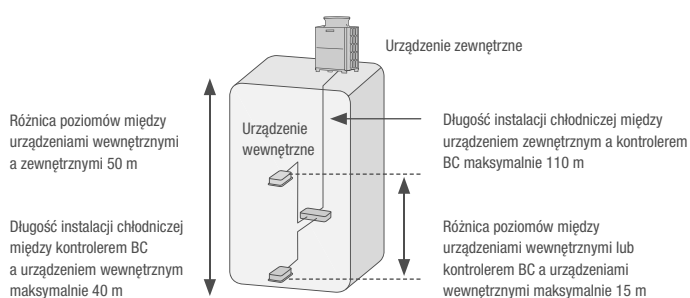 Urządzenie zewnętrzne
Różnica poziomów między
urządzeniami wewnętrznymi
a zewnętrznymi 50 m
Urządzenie
wewnętrzne
Długość instalacji chłodniczej między
urządzeniem zewnętrznym a kontrolerem
BC maksymalnie 110 m
Długość instalacji chłodniczej
między kontrolerem BC
a urządzeniem wewnętrznym
maksymalnie 40 m
Różnica poziomów między
urządzeniami wewnętrznymi lub
kontrolerem BC a urządzeniami
wewnętrznymi maksymalnie 15 m